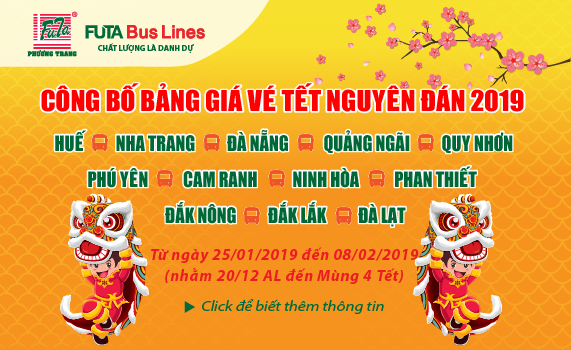 FuTa
PHƯƠNG TRANG
FUTA Bus Lines
CHẤT LƯỢNG LÀ DANH DỰ
CÔNG BỐ BẢNG GIÁ VÉ TẾT NGUYÊN ĐÁN 2019
HUẾ NHA TRANG ĐÀ NẴNG QUẢNG NGÃI QUY NHƠN
PHÚ YÊN CAM RANH NINH HÒA PHAN THIẾT
ĐẮK NÔNG ĐẮK LẮK ĐÀ LẠT
Từ ngày 25/01/2019 đến 08/02/2019
(nhằm 20/12 AL đến Mùng 4 Tết)
▶ Click để biết thêm thông tin